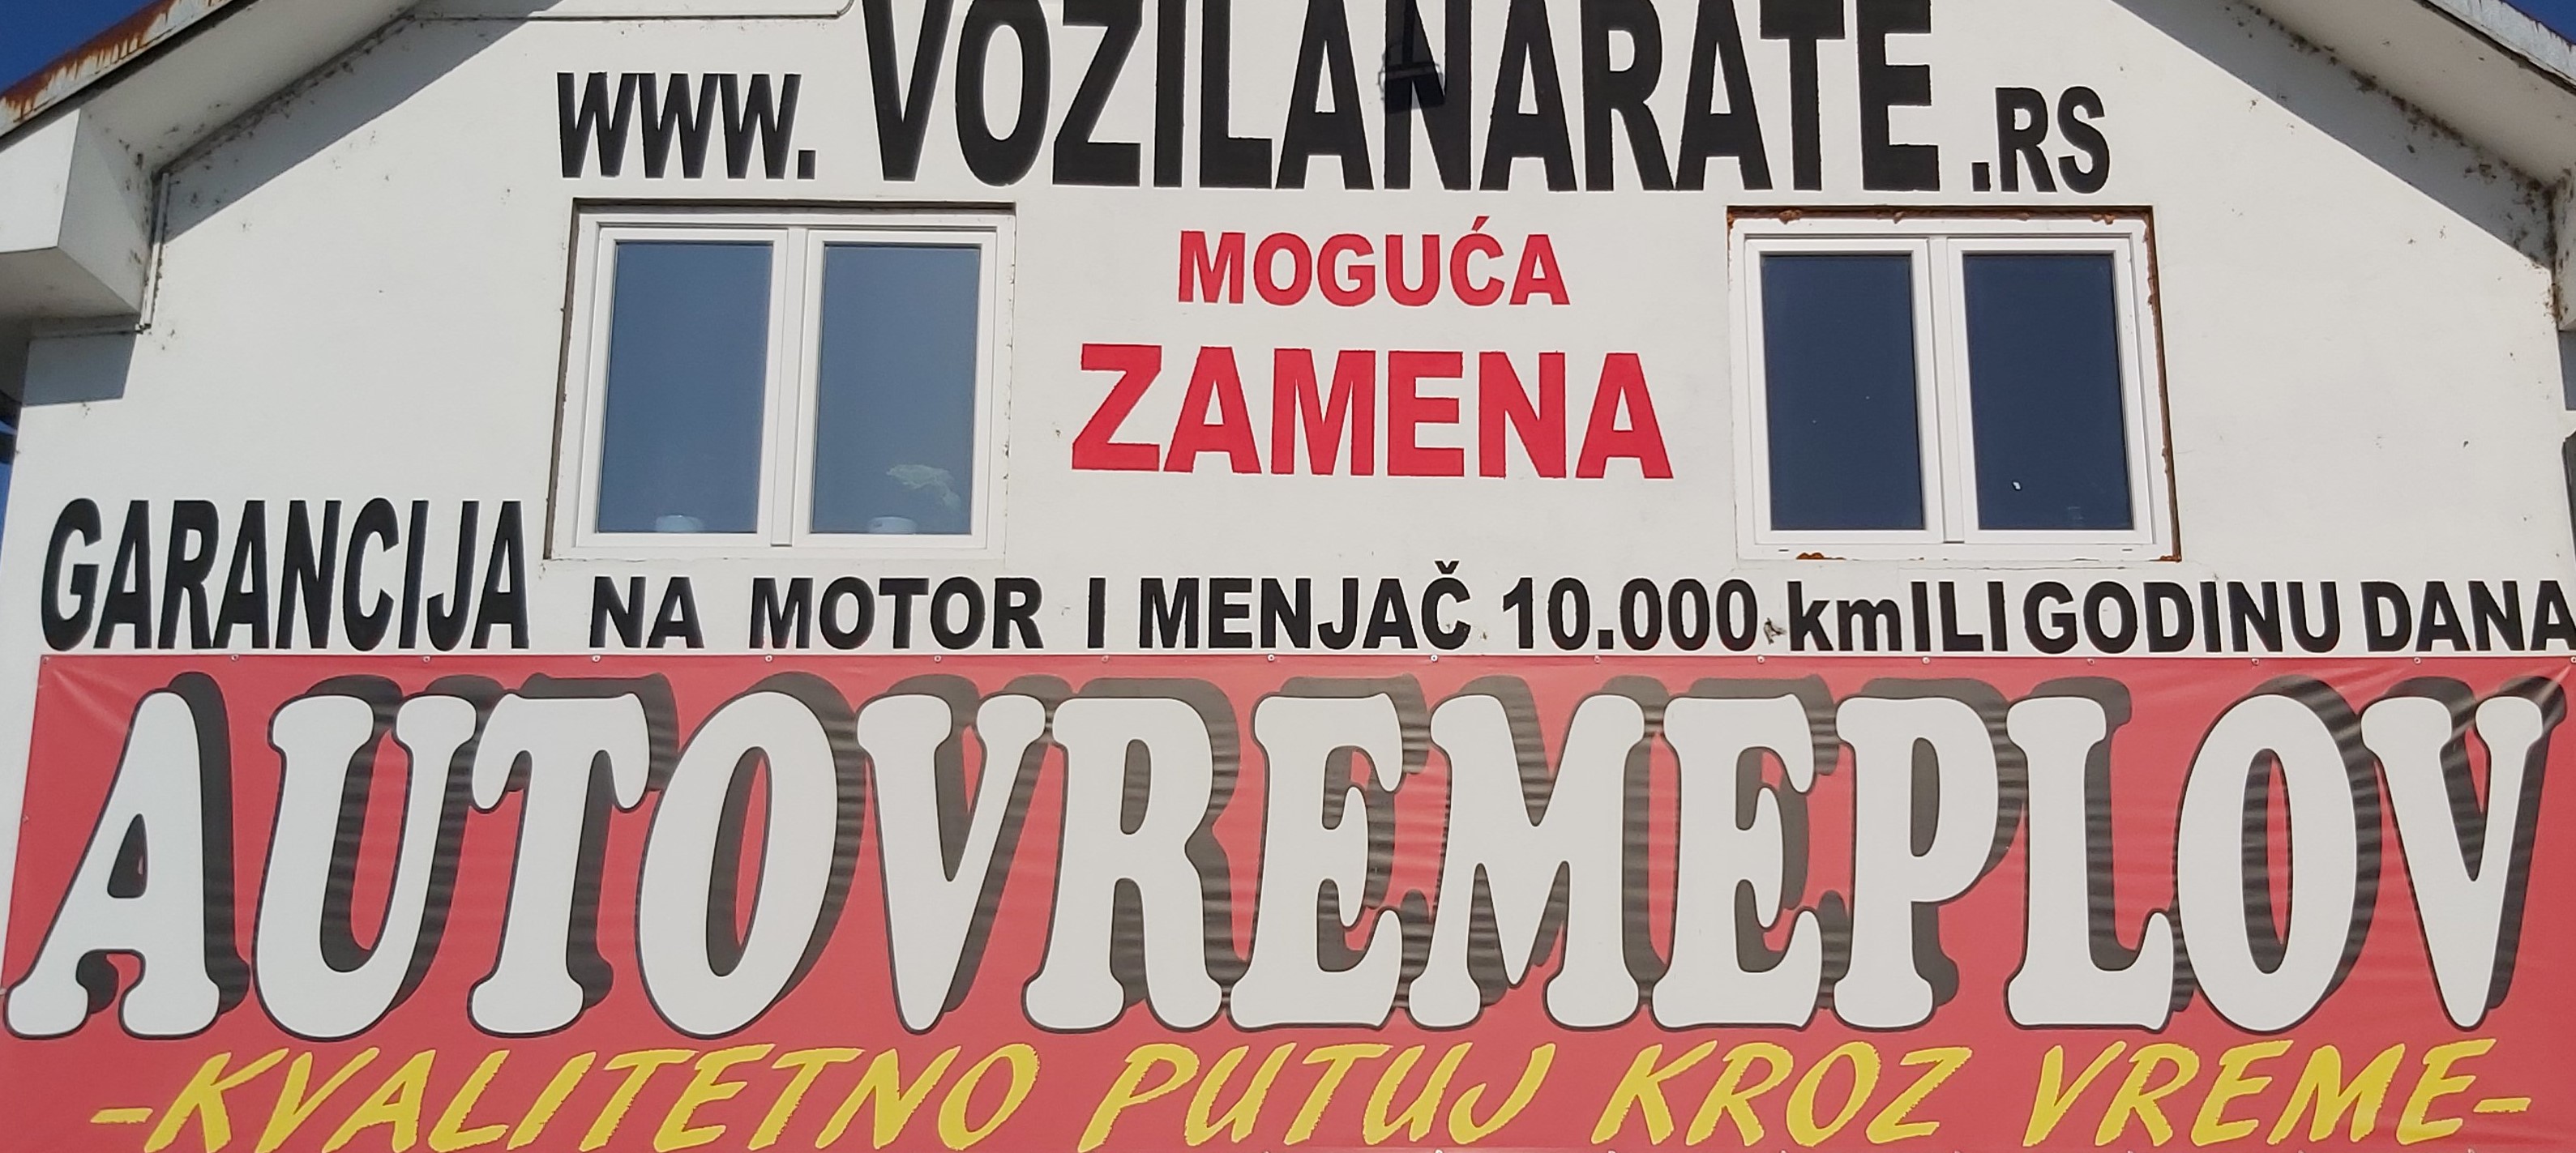 WWW.VOZILANARATE.RS
MOGUĆA
ZAMENA
GARANCIJA NA MOTOR I MENJAČ 10.000 km ILI GODINU DANA
AUTOVREMEPLOV
-KVALITETNO PUTUJ KROZ VREME-